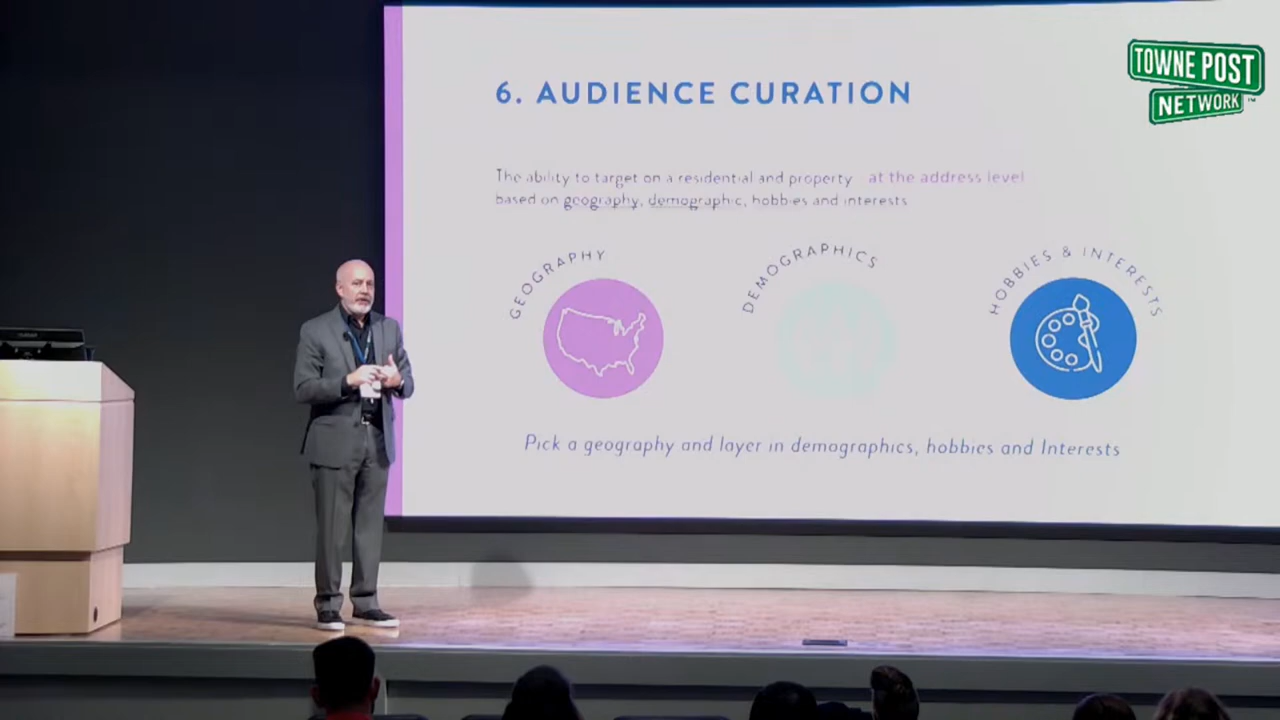 6. AUDIENCE CURATION
The ability to target on a residential and property at the address level
based on geography, demographic, hobbies and interests
GEOGRAPHY
DEMOGRAPHICS
HOBBIES & INTERESTS
Pick a geography and layer in demographics, hobbies and Interests
TOWNE POST
NETWORK™